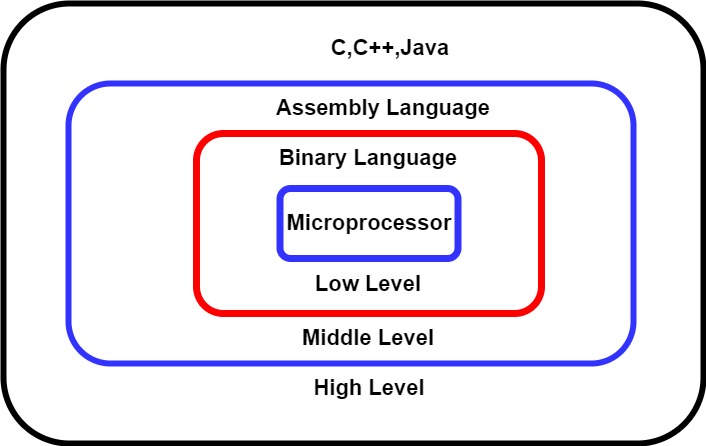 C,C++,Java
Assembly Language
Binary Language
Microprocessor
Low Level
Middle Level
High Level